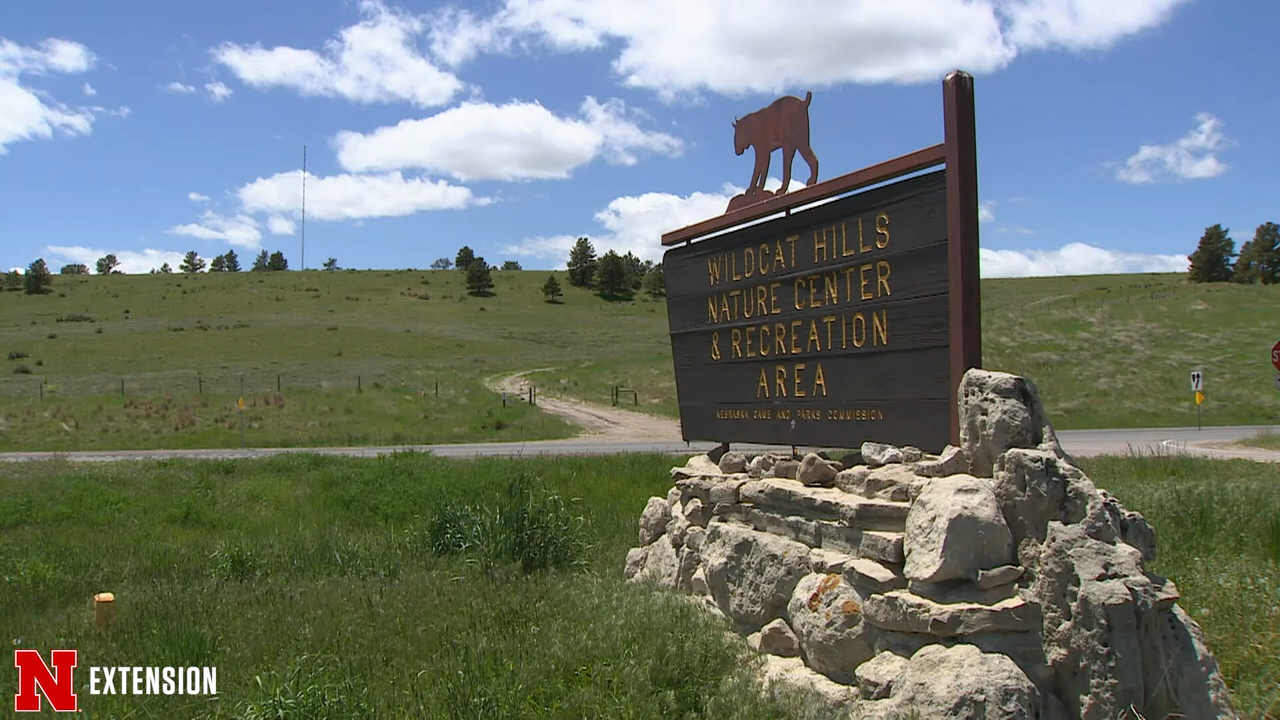 WILDCAT HILLS
NATURE CENTER
& RECREATION
AREA
NEBRASKA GAME AND PARKS COMMISSION
N EXTENSION